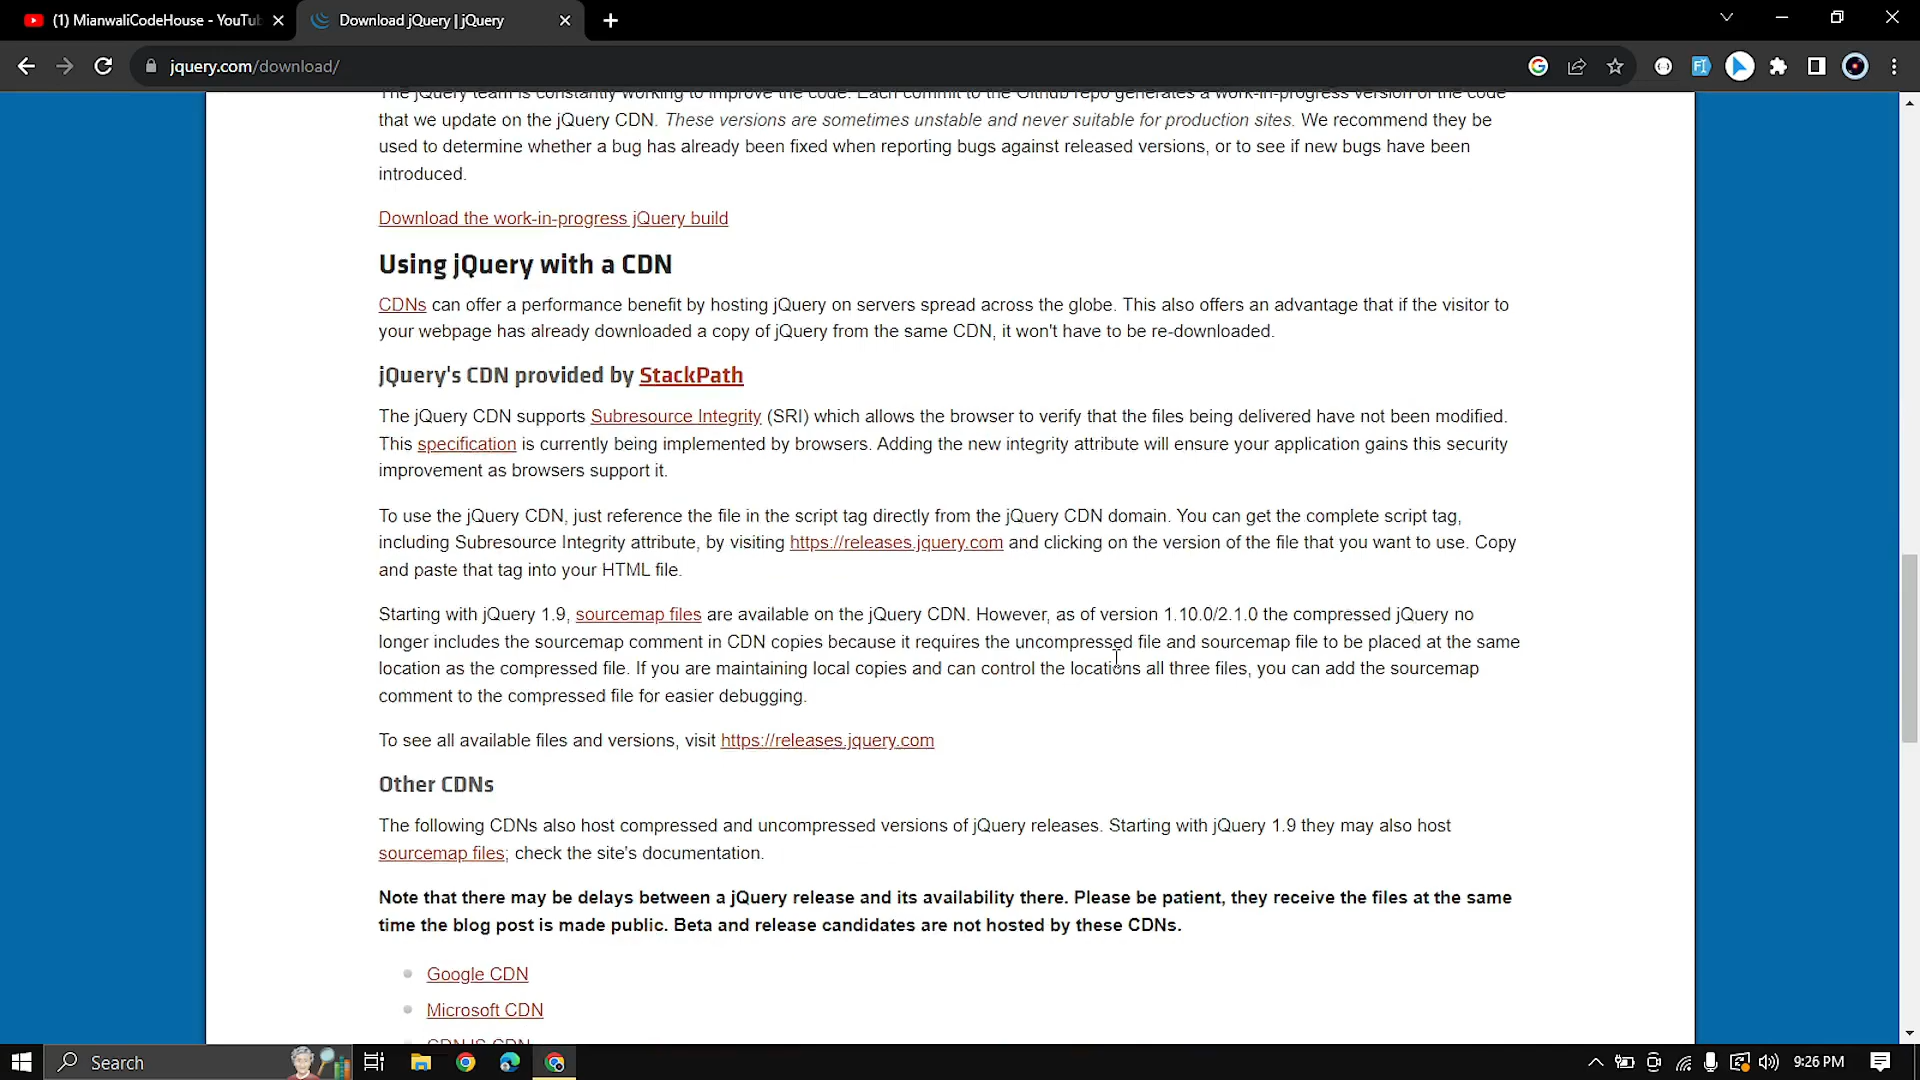 (1) MianwaliCodeHouse - YouTu
Download jQuery | jQuery
jquery.com/download/
The jQuery team is constantly working to improve the code. Each commit to the Github repo generates a work-in-progress version of the code
that we update on the jQuery CDN. These versions are sometimes unstable and never suitable for production sites. We recommend they be
used to determine whether a bug has already been fixed when reporting bugs against released versions, or to see if new bugs have been
introduced.
Download the work-in-progress jQuery build
Using jQuery with a CDN
CDNs can offer a performance benefit by hosting jQuery on servers spread across the globe. This also offers an advantage that if the visitor to
your webpage has already downloaded a copy of jQuery from the same CDN, it won't have to be re-downloaded.
jQuery's CDN provided by StackPath
The jQuery CDN supports Subresource Integrity (SRI) which allows the browser to verify that the files being delivered have not been modified.
This specification is currently being implemented by browsers. Adding the new integrity attribute will ensure your application gains this security
improvement as browsers support it.
To use the jQuery CDN, just reference the file in the script tag directly from the jQuery CDN domain. You can get the complete script tag,
including Subresource Integrity attribute, by visiting https://releases.jquery.com and clicking on the version of the file that you want to use. Copy
and paste that tag into your HTML file.
Starting with jQuery 1.9, sourcemap files are available on the jQuery CDN. However, as of version 1.10.0/2.1.0 the compressed jQuery no
longer includes the sourcemap comment in CDN copies because it requires the uncompressed file and sourcemap file to be placed at the same
location as the compressed file. If you are maintaining local copies and can control the locations all three files, you can add the sourcemap
comment to the compressed file for easier debugging.
To see all available files and versions, visit https://releases.jquery.com
Other CDNs
The following CDNs also host compressed and uncompressed versions of jQuery releases. Starting with jQuery 1.9 they may also host
sourcemap files; check the site's documentation.
Note that there may be delays between a jQuery release and its availability there. Please be patient, they receive the files at the same
time the blog post is made public. Beta and release candidates are not hosted by these CDNs.
Google CDN
Microsoft CDN
CDNJS CDN
Search
9:26 PM